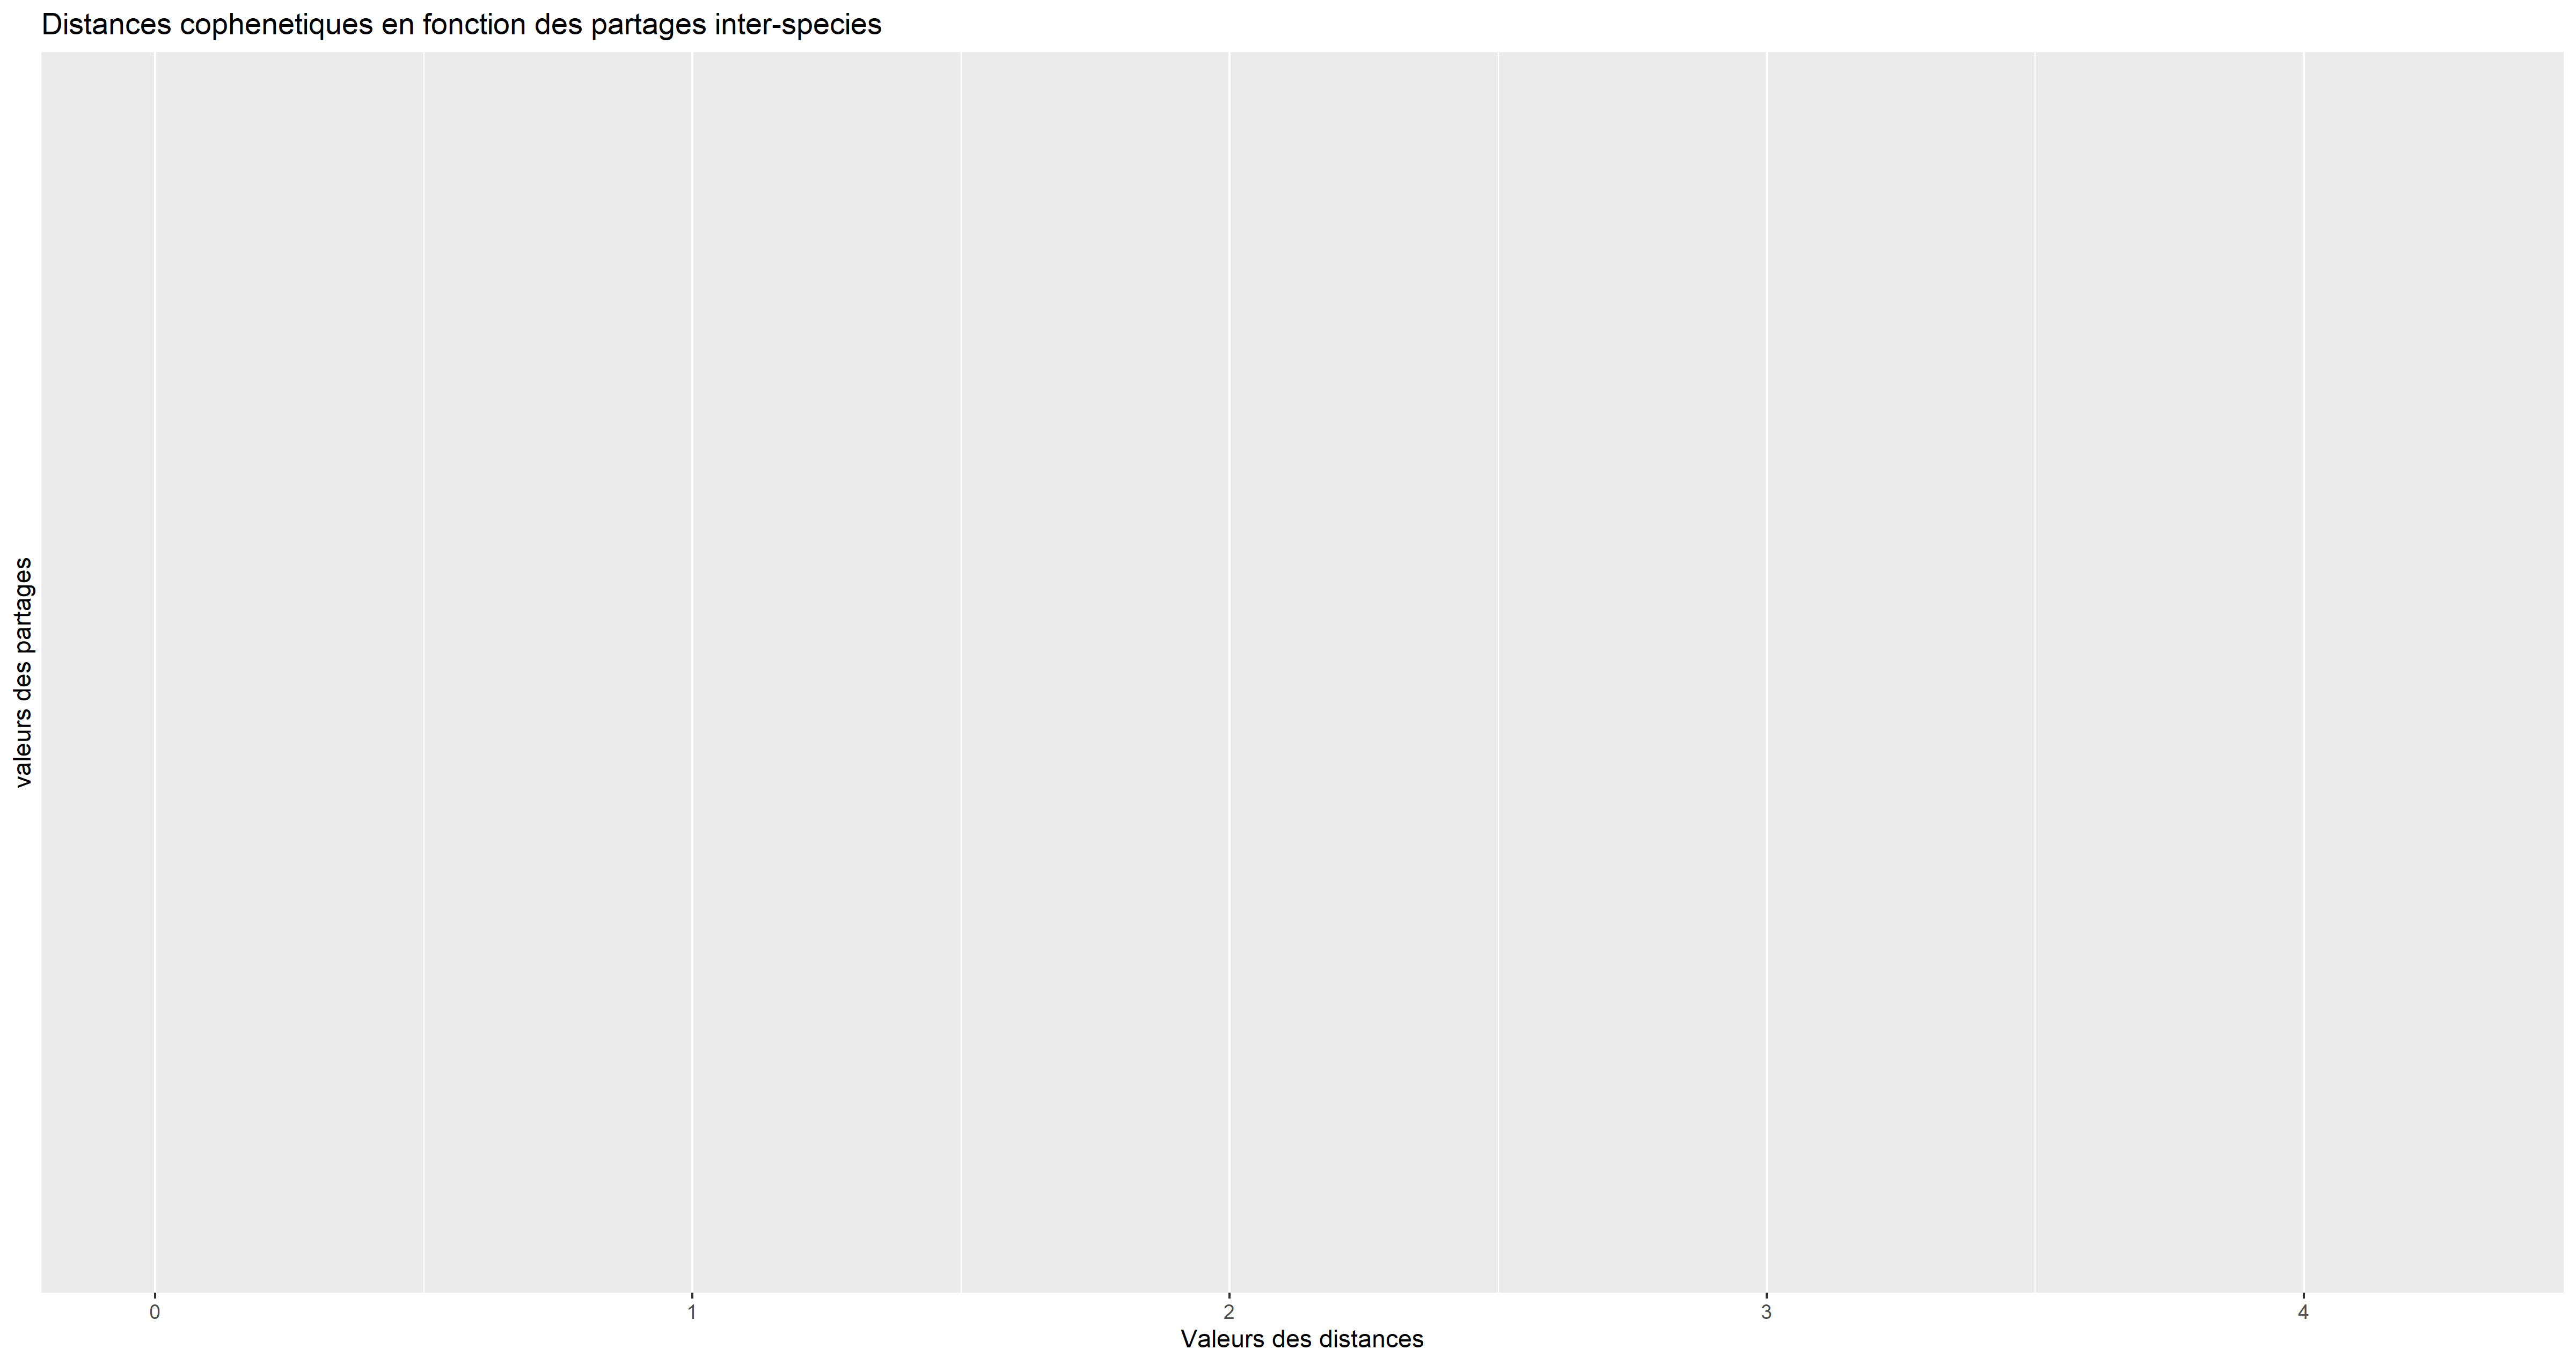 Distances cophenetiques en fonction des partages inter-species
valeurs des partages
0
1
2
3
4
Valeurs des distances